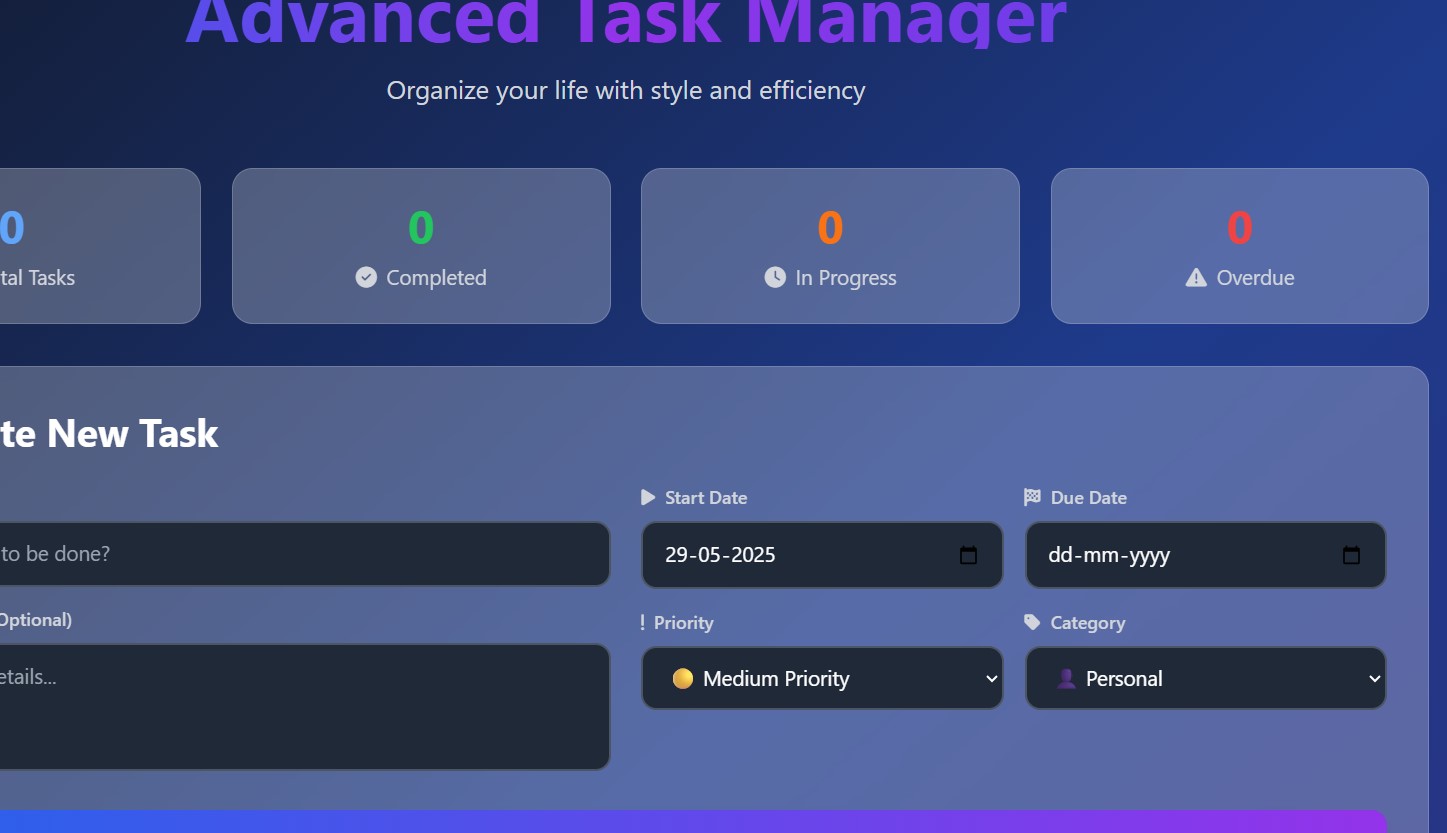 Advanced Task Manager
Organize your life with style and efficiency
0
tal Tasks
0
Completed
0
In Progress
0
Overdue
te New Task
Start Date
Due Date
to be done?
29-05-2025
dd-mm-yyyy
Optional)
Priority
Category
etails...
Medium Priority
Personal